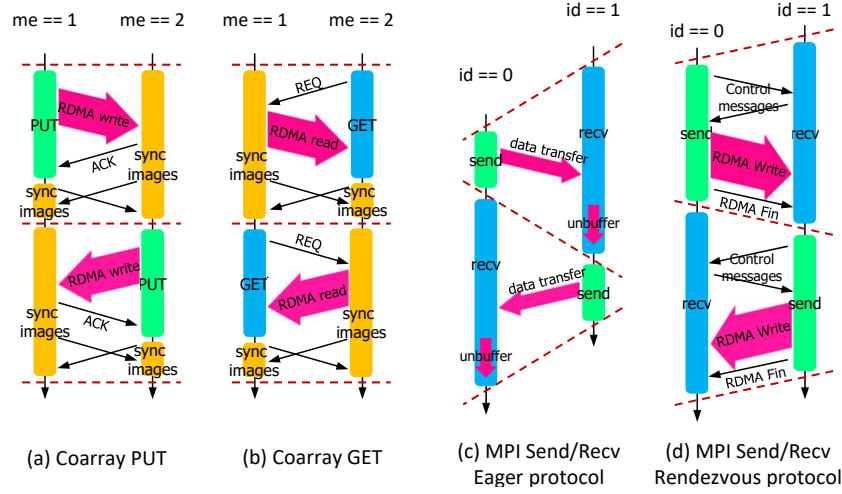 me == 1
me == 2
PUT
RDMA write
ACK
sync
images
sync
images
sync
images
RDMA write
PUT
ACK
sync
images
(a) Coarray PUT
me == 1
me == 2
REQ
GET
RDMA read
sync
images
sync
images
REQ
GET
RDMA read
sync
images
sync
images
(b) Coarray GET
id == 0
id == 1
send
data transfer
recv
unbuffer
recv
data transfer
send
unbuffer
(c) MPI Send/Recv
Eager protocol
id == 0
id == 1
Control
messages
send
recv
RDMA Write
RDMA Fin
Control
messages
recv
send
RDMA Write
RDMA Fin
(d) MPI Send/Recv
Rendezvous protocol